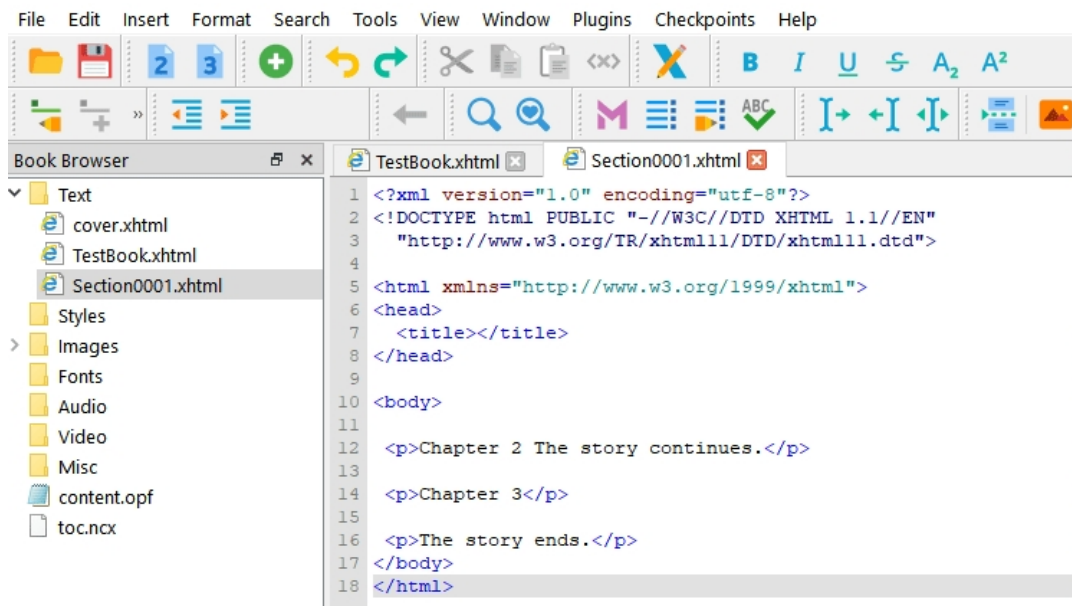 File Edit Insert Format Search Tools View Window Plugins Checkpoints Help
2 3 B I U S A2 A²
» M ABC
Book Browser
TestBook.xhtml Section0001.xhtml
Text
cover.xhtml
TestBook.xhtml
Section0001.xhtml
Styles
Images
Fonts
Audio
Video
Misc
content.opf
toc.ncx
1 <?xml version="1.0" encoding="utf-8"?>
2 <!DOCTYPE html PUBLIC "-//W3C//DTD XHTML 1.1//EN"
3 "http://www.w3.org/TR/xhtml11/DTD/xhtml11.dtd">
4
5 <html xmlns="http://www.w3.org/1999/xhtml">
6 <head>
7 <title></title>
8 </head>
9
10 <body>
11
12 <p>Chapter 2 The story continues.</p>
13
14 <p>Chapter 3</p>
15
16 <p>The story ends.</p>
17 </body>
18 </html>